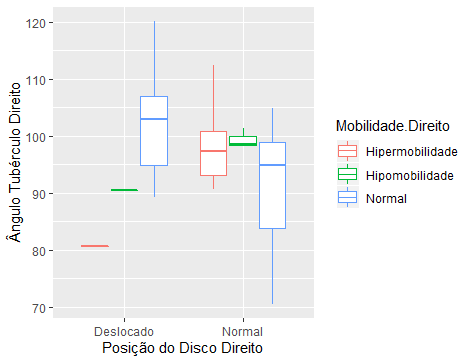 120
110
100
90
80
70
Ângulo Tubérculo Direito
Deslocado
Normal
Posição do Disco Direito
Mobilidade.Direito
Hipermobilidade
Hipomobilidade
Normal